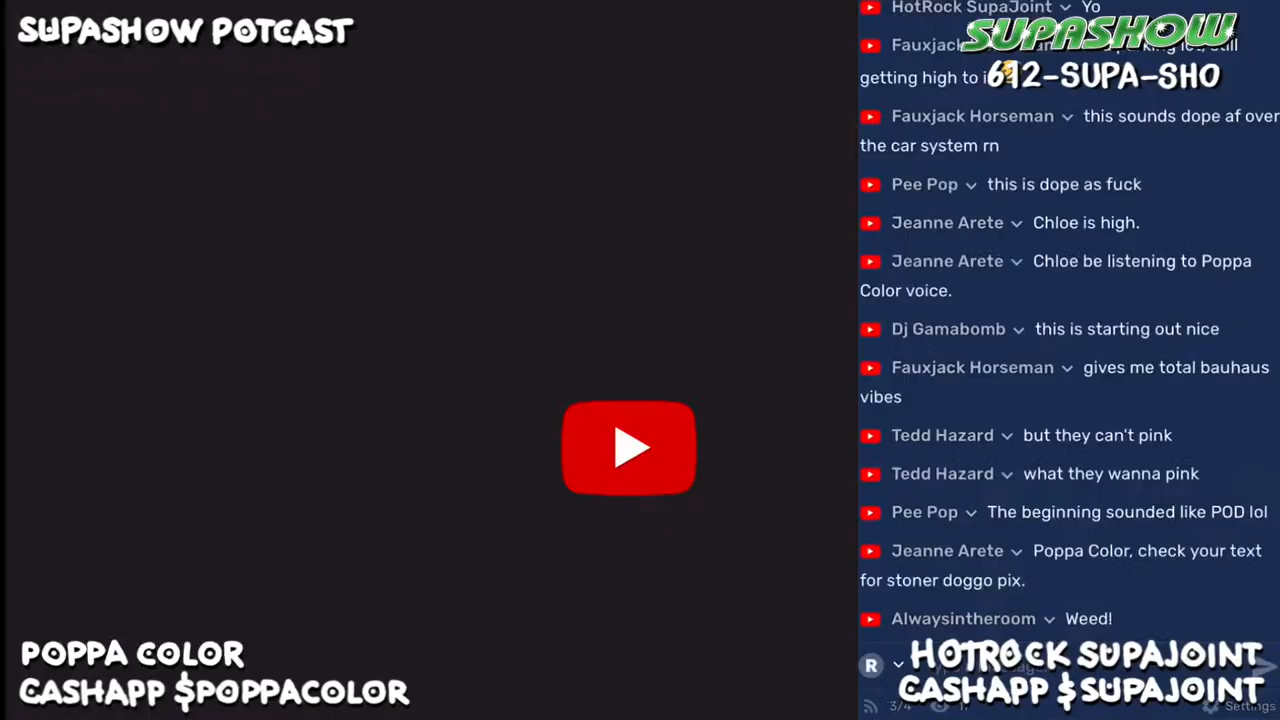 SUPASHOW POTCAST
HotRock SupaJoint Yo
SUPASHOW
Fauxjack
getting high to
692-SUPA-SHO
Fauxjack Horseman this sounds dope af over
the car system rn
Pee Pop this is dope as fuck
Jeanne Arete Chloe is high.
Jeanne Arete Chloe be listening to Poppa
Color voice.
Dj Gamabomb this is starting out nice
Fauxjack Horseman gives me total bauhaus
vibes
Tedd Hazard but they can't pink
Tedd Hazard what they wanna pink
Pee Pop The beginning sounded like POD lol
Jeanne Arete Poppa Color, check your text
for stoner doggo pix.
Alwaysintheroom Weed!
POPPA COLOR
CASHAPP $POPPACOLOR
R
HOTROCK SUPAJOINT
CASHAPP $SUPAJOINT
3/4
Settings